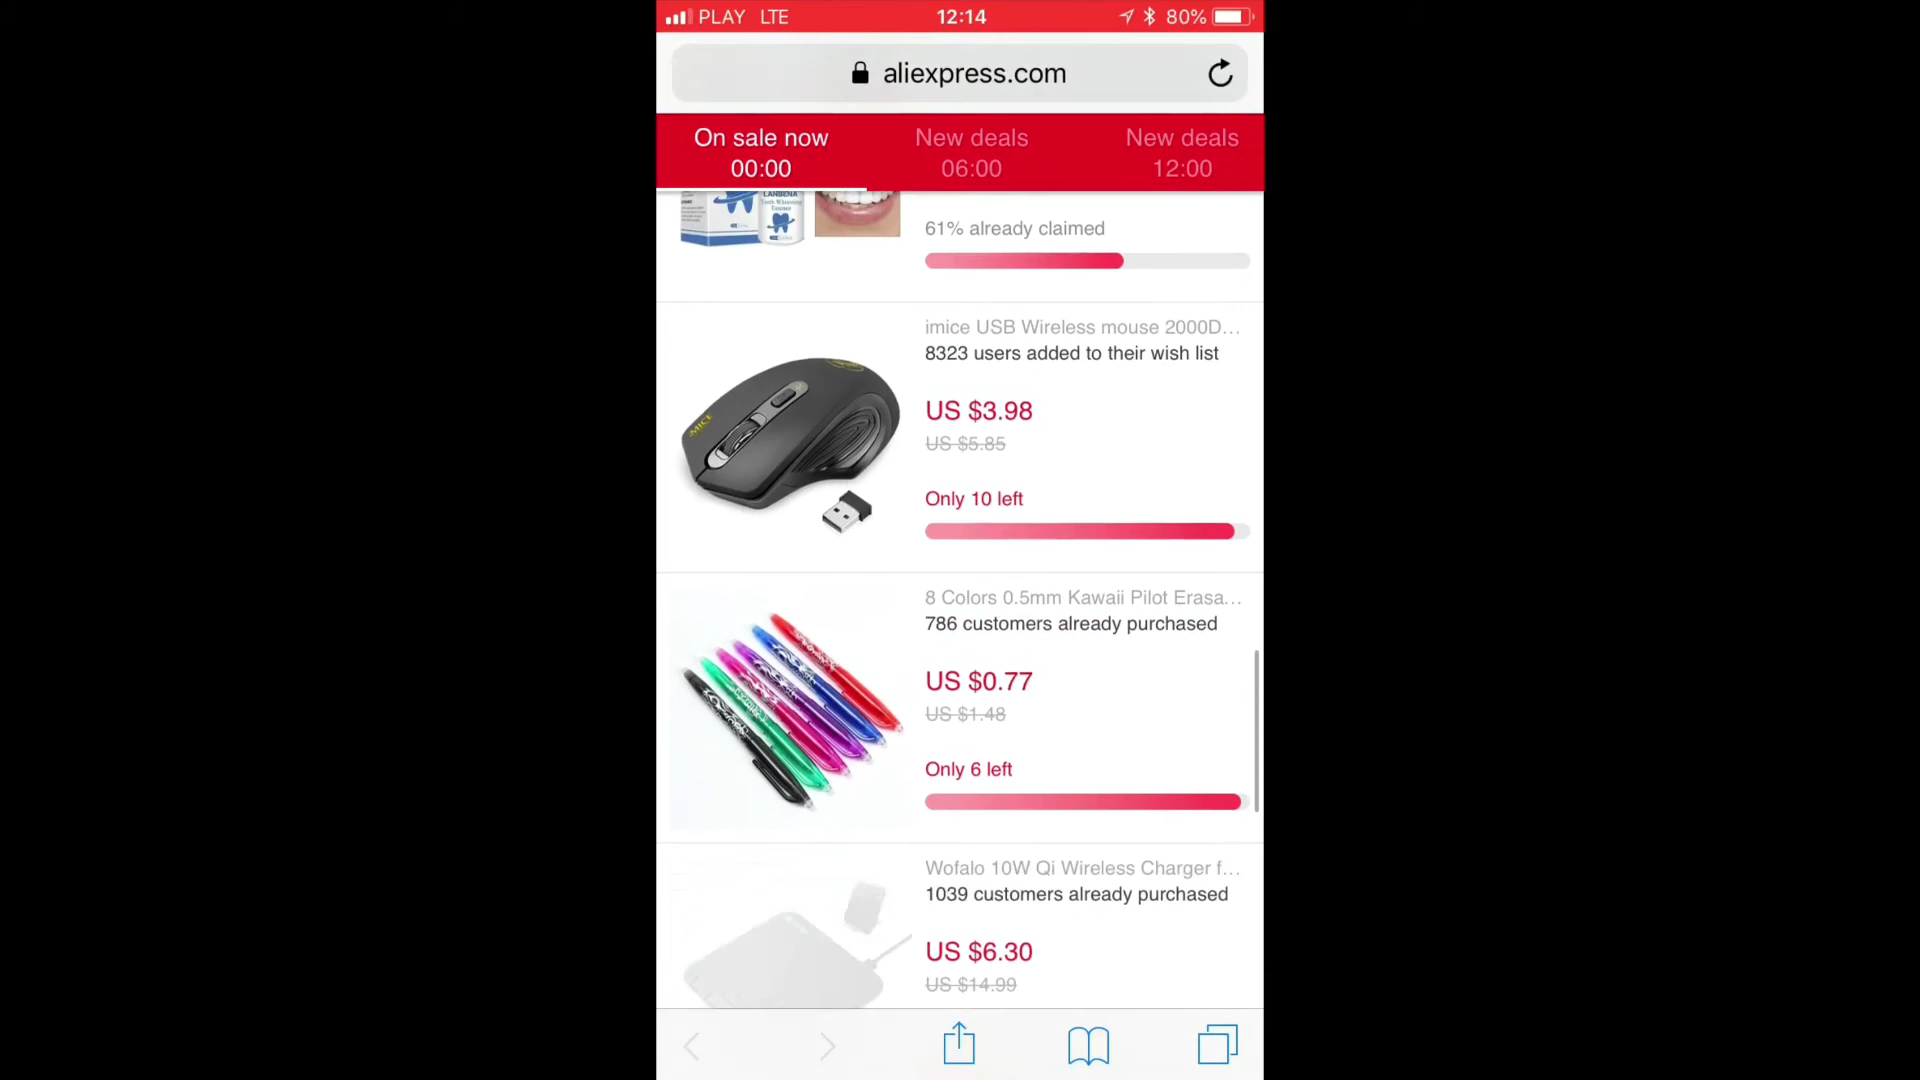 PLAY LTE 12:14 80%
aliexpress.com
On sale now
00:00
New deals
06:00
New deals
12:00
LANBENA
61% already claimed
imice USB Wireless mouse 2000D...
8323 users added to their wish list
US $3.98
US $5.85
Only 10 left
8 Colors 0.5mm Kawaii Pilot Erasa...
786 customers already purchased
US $0.77
US $1.48
Only 6 left
Wofalo 10W Qi Wireless Charger f...
1039 customers already purchased
US $6.30
US $14.99